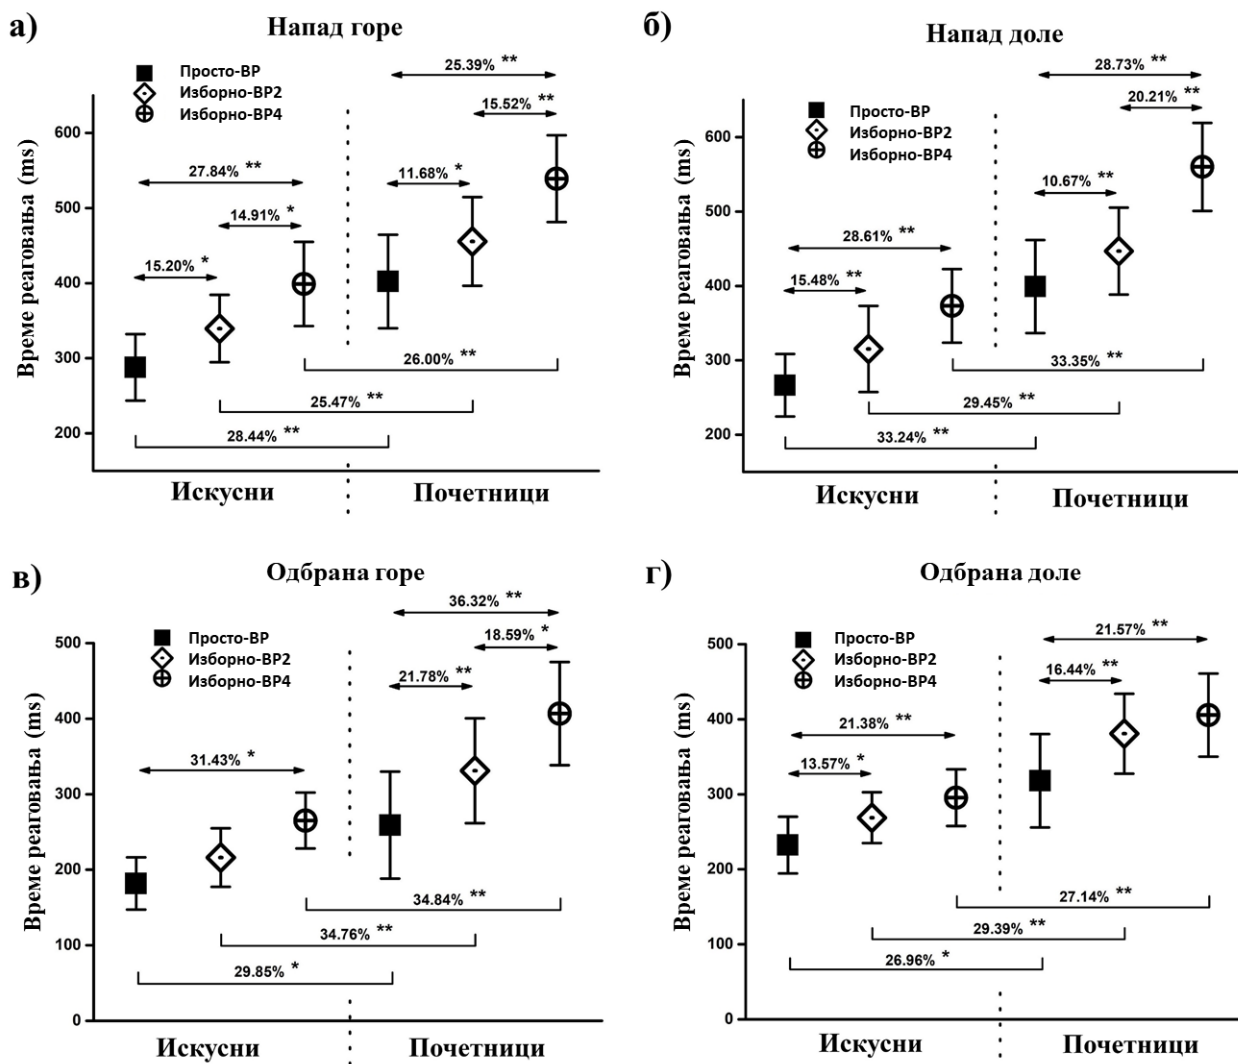 а)
Напад горе
Просто-ВР
Изборно-ВР2
Изборно-ВР4
25.39% **
15.52% **
27.84% **
11.68% *
14.91% *
15.20% *
26.00% **
25.47% **
28.44% **
Време реаговања (ms)
600
500
400
300
200
Искусни
Почетници
б)
Напад доле
Просто-ВР
Изборно-ВР2
Изборно-ВР4
28.73% **
20.21% **
10.67% **
28.61% **
15.48% **
33.35% **
29.45% **
33.24% **
Време реаговања (ms)
600
500
400
300
200
Искусни
Почетници
в)
Одбрана горе
Просто-ВР
Изборно-ВР2
Изборно-ВР4
36.32% **
18.59% *
21.78% **
31.43% *
34.84% **
34.76% **
29.85% *
Време реаговања (ms)
500
400
300
200
100
0
Искусни
Почетници
г)
Одбрана доле
Просто-ВР
Изборно-ВР2
Изборно-ВР4
21.57% **
16.44% **
21.38% **
13.57% *
27.14% **
29.39% **
26.96% *
Време реаговања (ms)
500
400
300
200
100
0
Искусни
Почетници